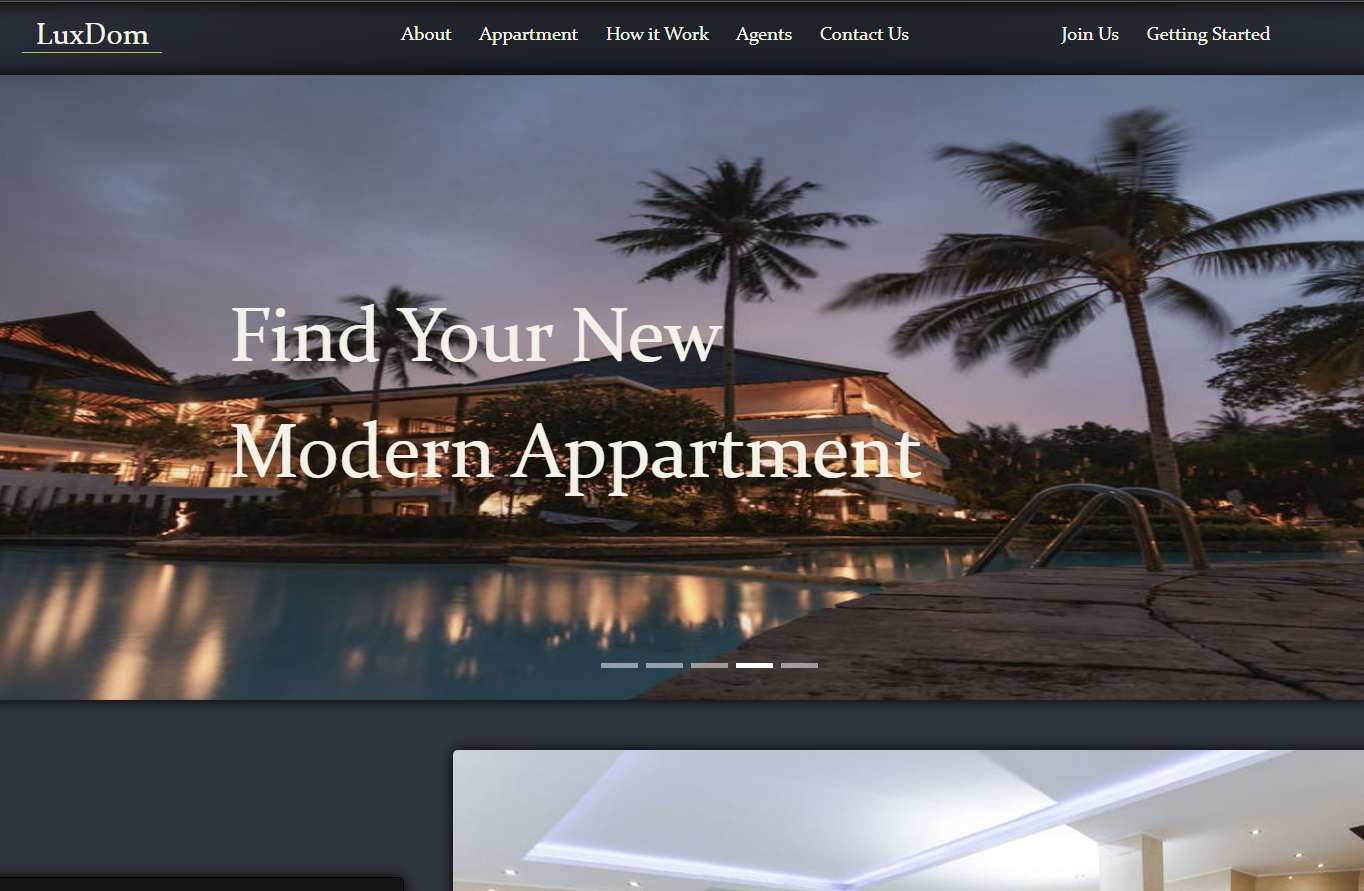 LuxDom
About Appartment How it Work Agents Contact Us Join Us Getting Started
Find Your New
Modern Appartment